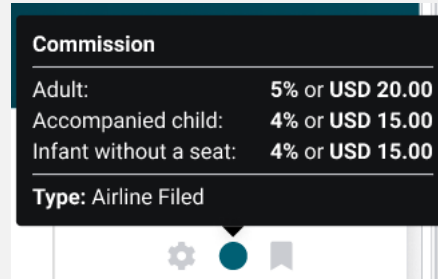 Commission
Adult: 5% or USD 20.00
Accompanied child: 4% or USD 15.00
Infant without a seat: 4% or USD 15.00
Type: Airline Filed